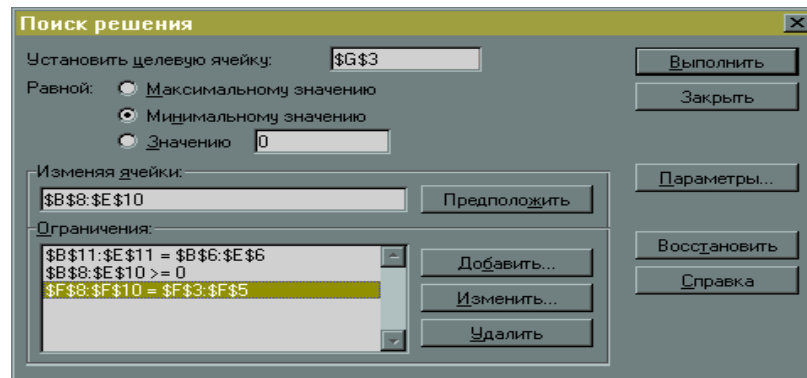 Поиск решения
Установить целевую ячейку: $G$3
Выполнить
Равной: Максимальному значению
Закрыть
Минимальному значению
Значению 0
Изменяя ячейки:
Параметры...
$B$8:$E$10 Предположить
Ограничения:
$B$11:$E$11 = $B$6:$E$6
$B$8:$E$10 >= 0
$F$8:$F$10 = $F$3:$F$5
Добавить...
Изменить...
Удалить
Восстановить
Справка